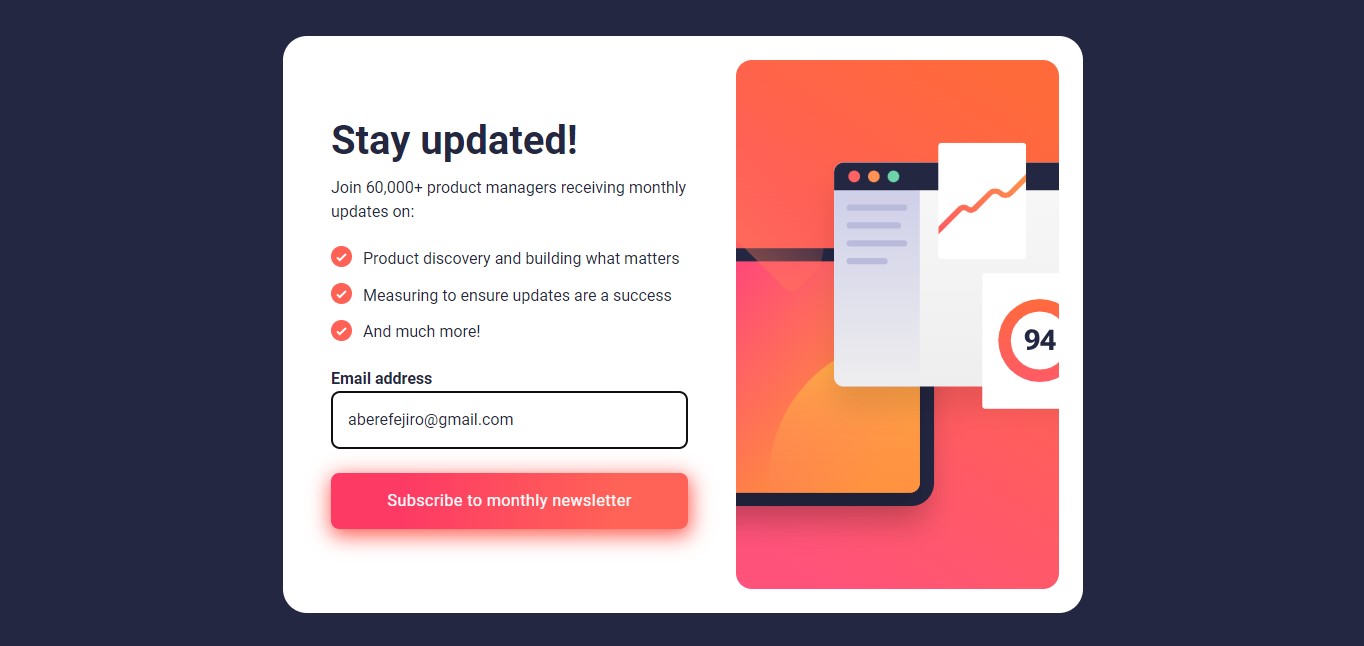 Stay updated!
Join 60,000+ product managers receiving monthly
updates on:
Product discovery and building what matters
Measuring to ensure updates are a success
And much more!
Email address
aberefejiro@gmail.com
Subscribe to monthly newsletter
94